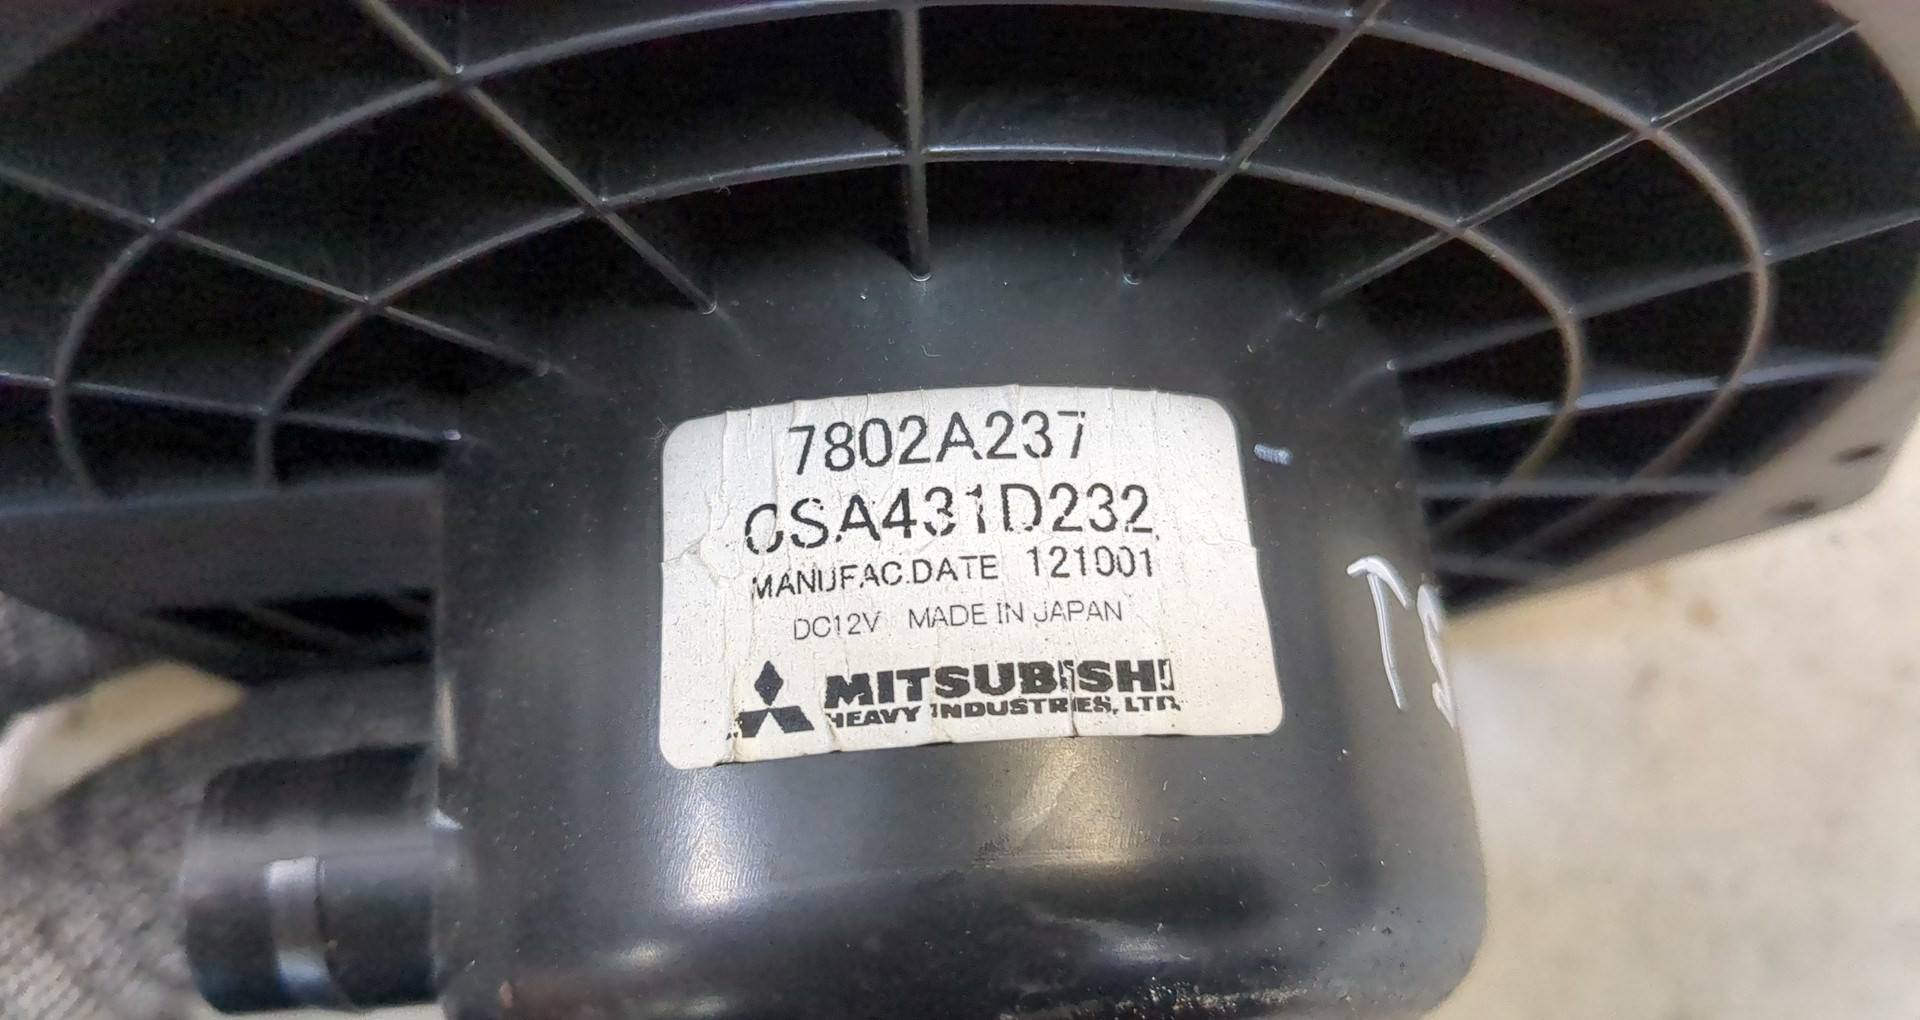 7802A237
CSA431D232
MANUFAC.DATE 121001
DC12V MADE IN JAPAN
MITSUBISHI
HEAVY INDUSTRIES, LTD.